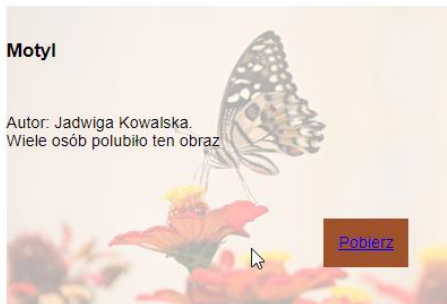 Motyl
Autor: Jadwiga Kowalska.
Wiele osób polubiło ten obraz
Pobierz